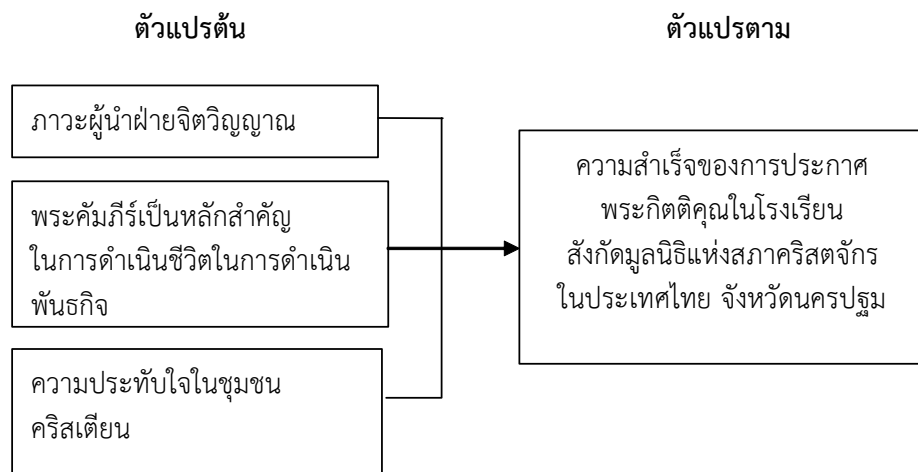 ตัวแปรต้น
ตัวแปรตาม
ภาวะผู้นำฝ่ายจิตวิญญาณ
พระคัมภีร์เป็นหลักสำคัญ
ในการดำเนินชีวิตในการดำเนิน
พันธกิจ
ความประทับใจในชุมชน
คริสเตียน
ความสำเร็จของการประกาศ
พระกิตติคุณในโรงเรียน
สังกัดมูลนิธิแห่งสภาคริสตจักร
ในประเทศไทย จังหวัดนครปฐม